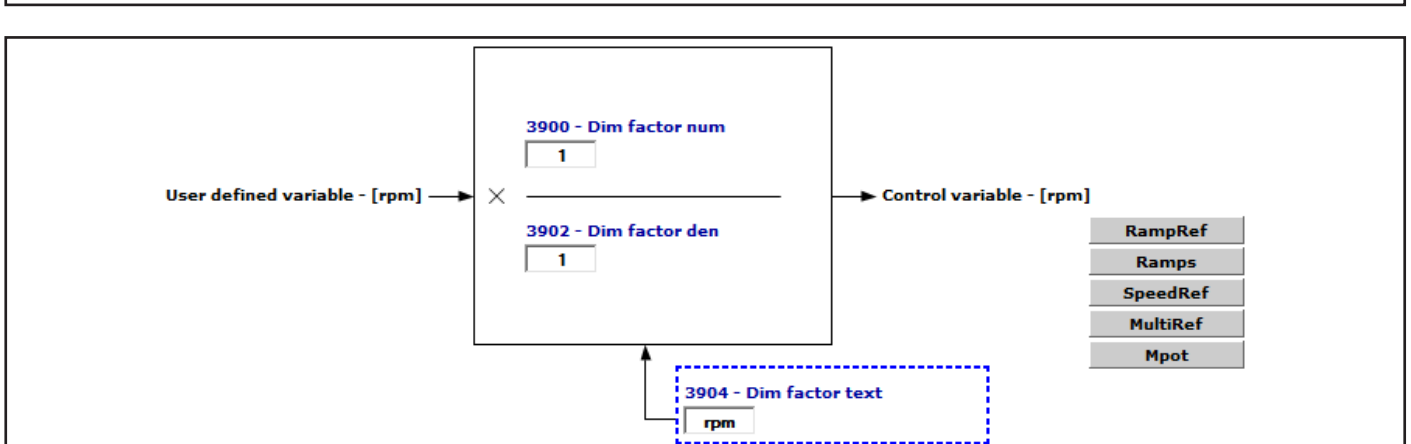 3900 - Dim factor num
1
User defined variable - [rpm]
×
Control variable - [rpm]
3902 - Dim factor den
1
RampRef
Ramps
SpeedRef
MultiRef
Mpot
3904 - Dim factor text
rpm